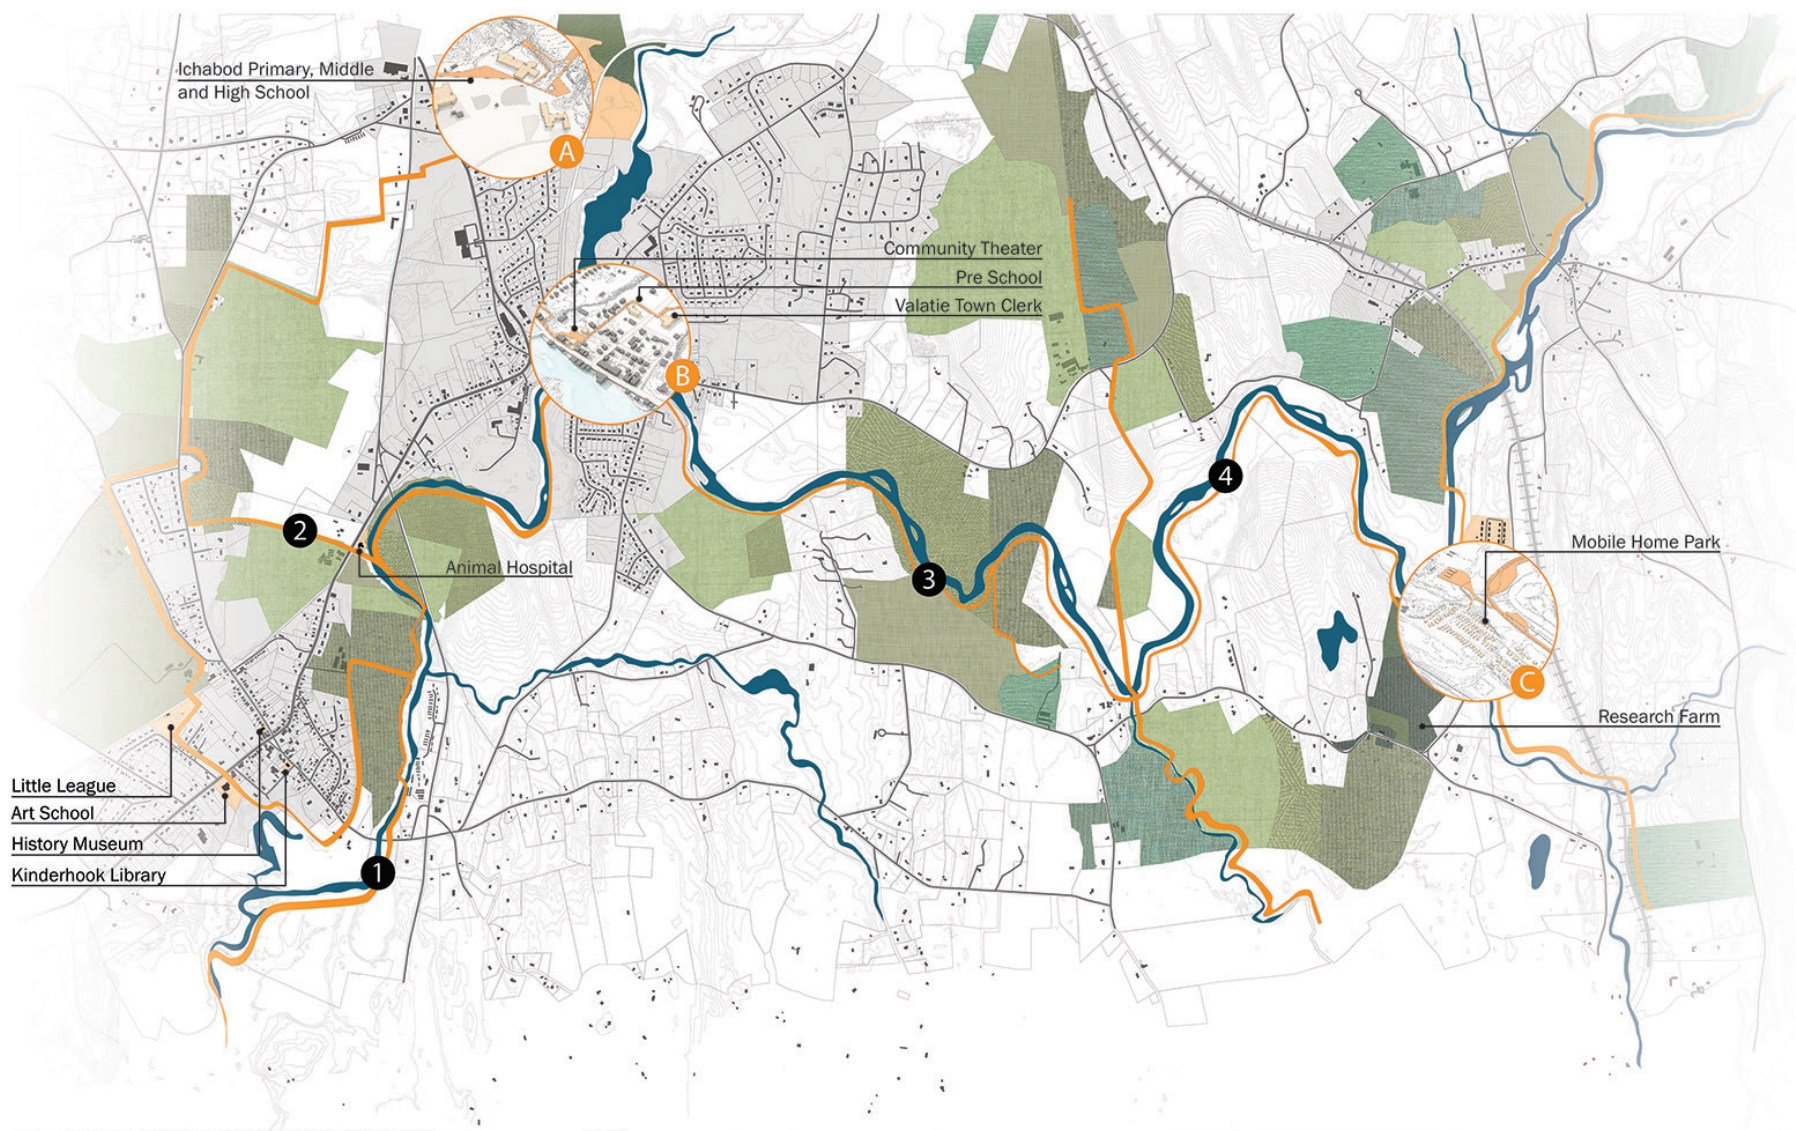 Ichabod Primary, Middle
and High School
A
Community Theater
Pre School
Valatie Town Clerk
B
4
2
Mobile Home Park
Animal Hospital
3
C
Research Farm
Little League
Art School
History Museum
Kinderhook Library
1